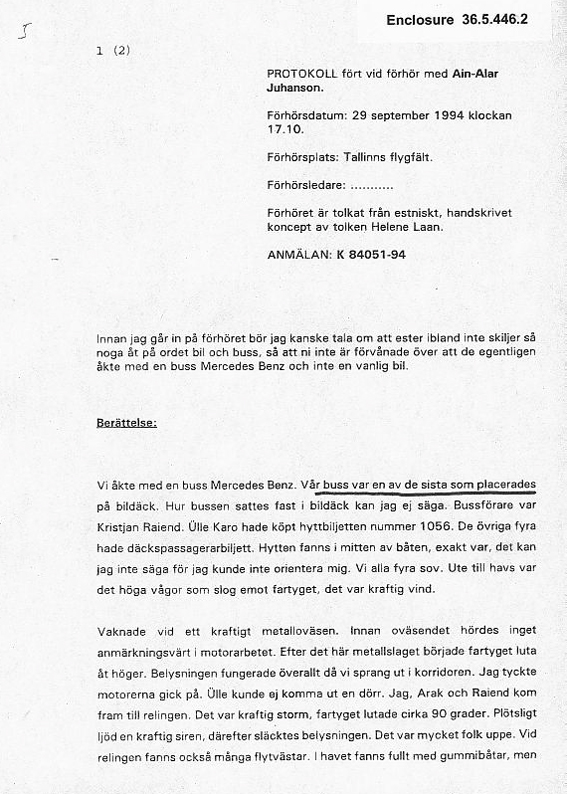 Enclosure 36.5.446.2
1 (2)
PROTOKOLL fört vid förhör med Ain-Alar
Juhanson.
Förhörsdatum: 29 september 1994 klockan
17.10.
Förhörsplats: Tallinns flygfält.
Förhörsledare: ...........
Förhöret är tolkat från estniskt, handskrivet
koncept av tolken Helene Laan.
ANMÄLAN: K 84051-94
Innan jag går in på förhöret bör jag kanske tala om att ester ibland inte skiljer så
noga åt på ordet bil och buss, så att ni inte är förvånade över att de egentligen
åkte med en buss Mercedes Benz och inte en vanlig bil.
Berättelse:
Vi åkte med en buss Mercedes Benz. Vår buss var en av de sista som placerades
på bildäck. Hur bussen sattes fast i bildäck kan jag ej säga. Bussförare var
Kristjan Raiend. Ülle Karo hade köpt hyttbiljetten nummer 1056. De övriga fyra
hade däckspassagerarbiljett. Hytten fanns i mitten av båten, exakt var, det kan
jag inte säga för jag kunde inte orientera mig. Vi alla fyra sov. Ute till havs var
det höga vågor som slog emot fartyget, det var kraftig vind.
Vaknade vid ett kraftigt metalloväsen. Innan oväsendet hördes inget
anmärkningsvärt i motorarbetet. Efter det här metallslaget började fartyget luta
åt höger. Belysningen fungerade överallt då vi sprang ut i korridoren. Jag tyckte
motorerna gick på. Ülle kunde ej komma ut en dörr. Jag, Arak och Raiend kom
fram till relingen. Det var kraftig storm, fartyget lutade cirka 90 grader. Plötsligt
ljöd en kraftig siren, därefter släcktes belysningen. Det var mycket folk uppe. Vid
relingen fanns också många flytvästar. I havet fanns fullt med gummibåtar, men